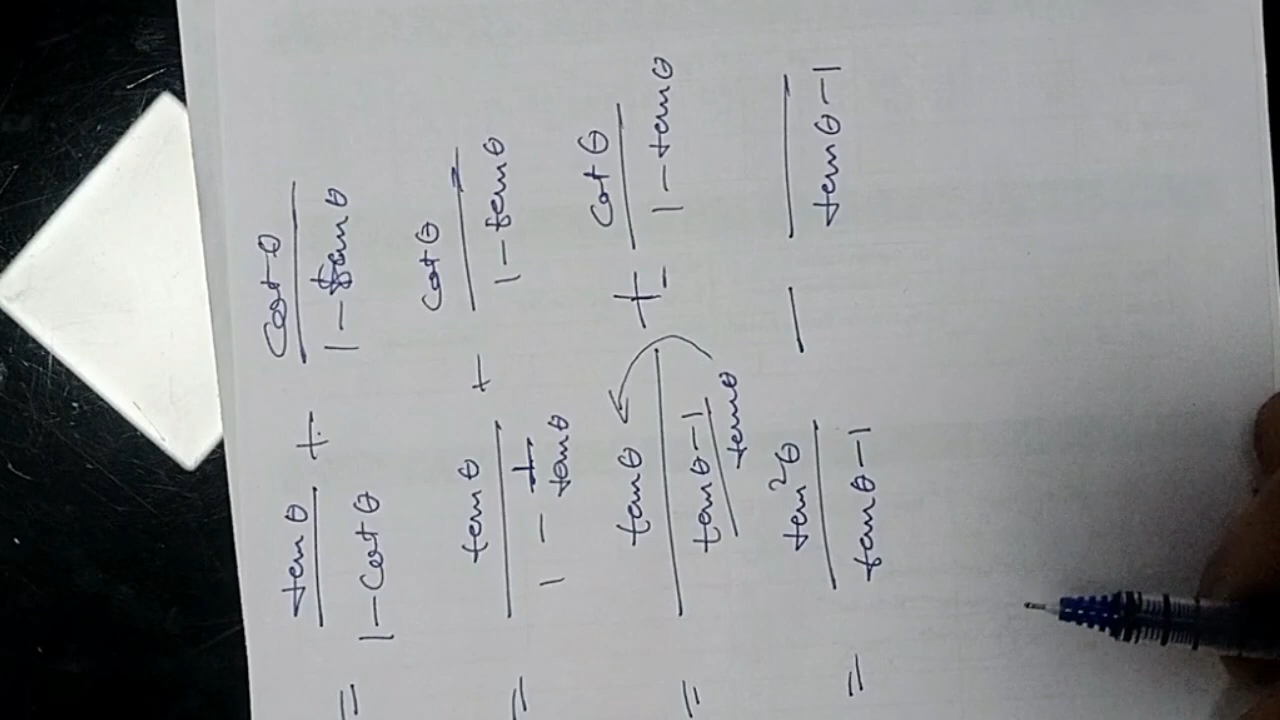 = tanθ / (1 - cotθ) + cotθ / (1 - tanθ)
= tanθ / (1 - 1/tanθ) + cotθ / (1 - tanθ)
= tanθ / ((tanθ - 1)/tanθ) + cotθ / (1 - tanθ)
= tan²θ / (tanθ - 1) - / (tanθ - 1)